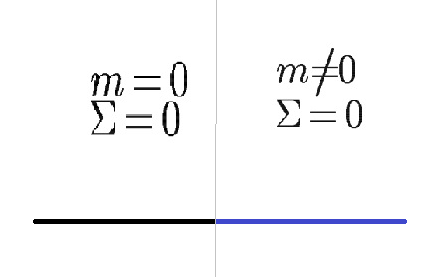 m = 0
Σ = 0
m ≠ 0
Σ = 0